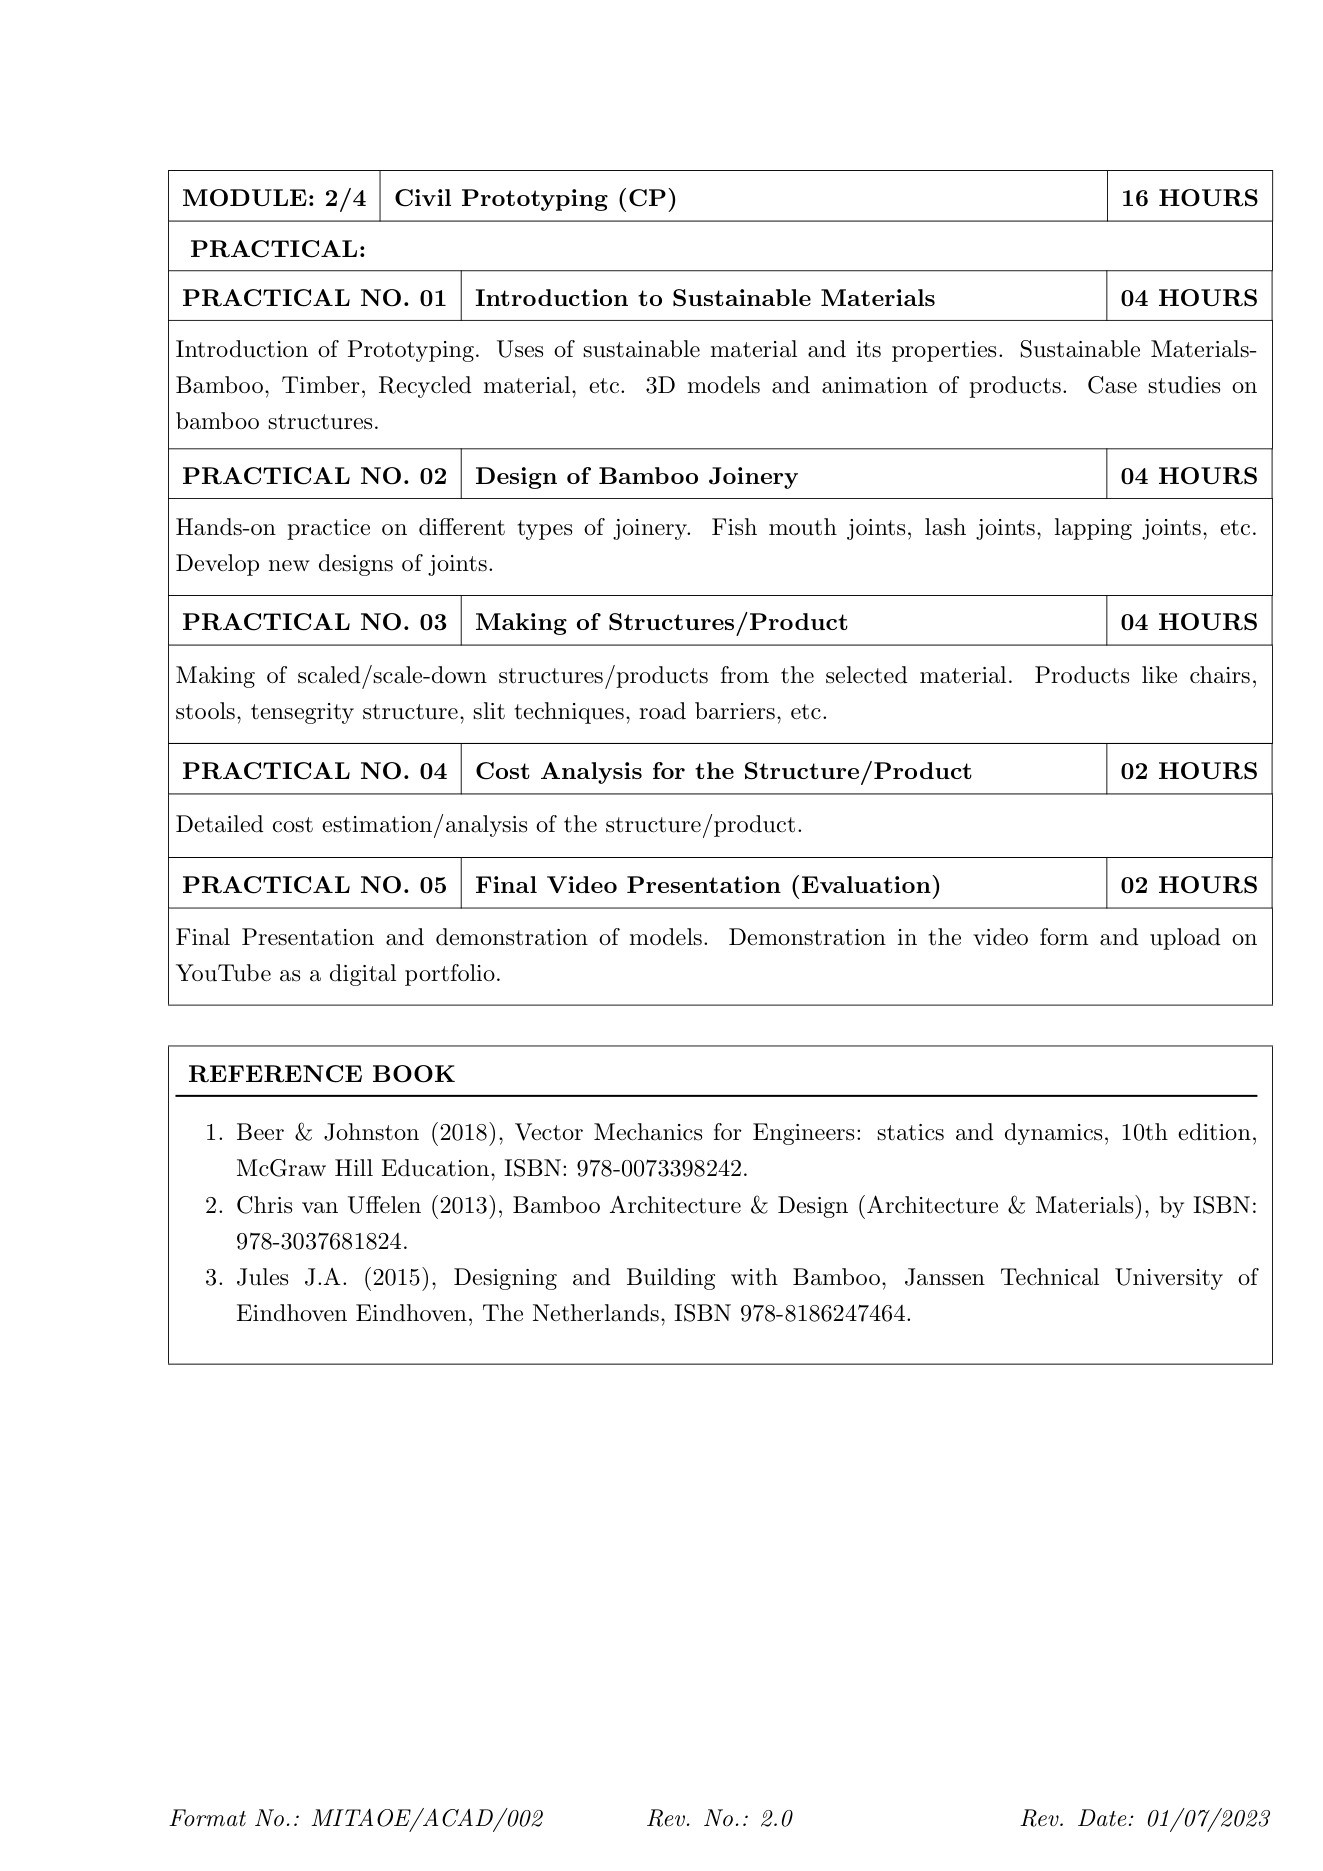 MODULE: 2/4 Civil Prototyping (CP) 16 HOURS
PRACTICAL:
PRACTICAL NO. 01 Introduction to Sustainable Materials 04 HOURS
Introduction of Prototyping. Uses of sustainable material and its properties. Sustainable Materials-
Bamboo, Timber, Recycled material, etc. 3D models and animation of products. Case studies on
bamboo structures.
PRACTICAL NO. 02 Design of Bamboo Joinery 04 HOURS
Hands-on practice on different types of joinery. Fish mouth joints, lash joints, lapping joints, etc.
Develop new designs of joints.
PRACTICAL NO. 03 Making of Structures/Product 04 HOURS
Making of scaled/scale-down structures/products from the selected material. Products like chairs,
stools, tensegrity structure, slit techniques, road barriers, etc.
PRACTICAL NO. 04 Cost Analysis for the Structure/Product 02 HOURS
Detailed cost estimation/analysis of the structure/product.
PRACTICAL NO. 05 Final Video Presentation (Evaluation) 02 HOURS
Final Presentation and demonstration of models. Demonstration in the video form and upload on
YouTube as a digital portfolio.
REFERENCE BOOK
1. Beer & Johnston (2018), Vector Mechanics for Engineers: statics and dynamics, 10th edition,
McGraw Hill Education, ISBN: 978-0073398242.
2. Chris van Uffelen (2013), Bamboo Architecture & Design (Architecture & Materials), by ISBN:
978-3037681824.
3. Jules J.A. (2015), Designing and Building with Bamboo, Janssen Technical University of
Eindhoven Eindhoven, The Netherlands, ISBN 978-8186247464.
Format No.: MITAOE/ACAD/002 Rev. No.: 2.0 Rev. Date: 01/07/2023